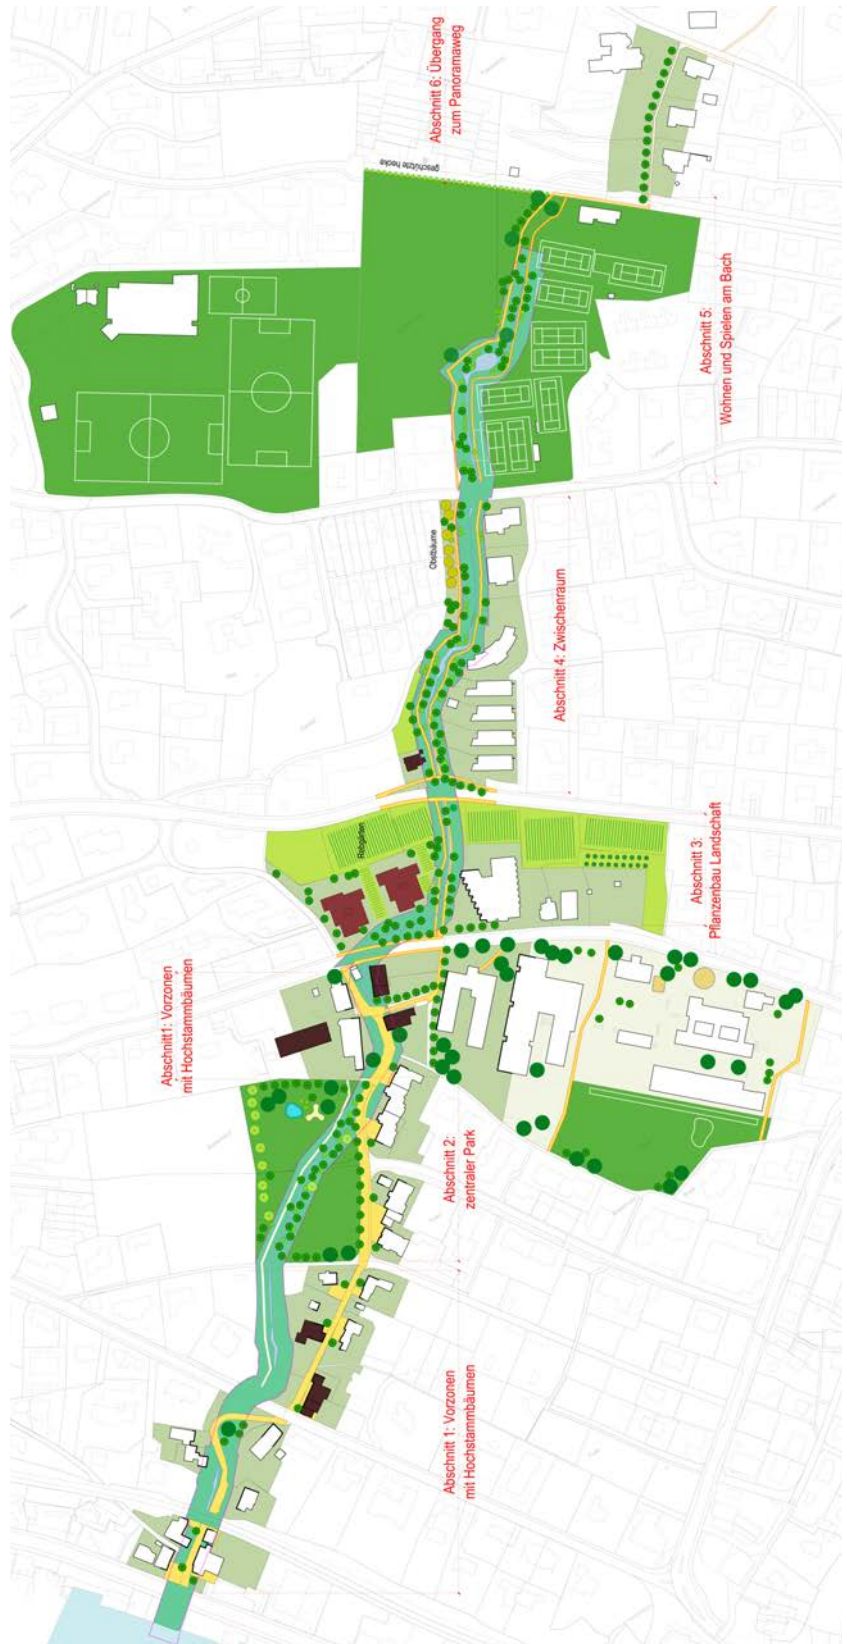 Abschnitt 6: Übergang
zum Panoramaweg
geschützte hecke
Abschnitt 5:
Wohnen und Spielen am Bach
Obstbäume
Abschnitt 4: Zwischenraum
Rebgärten
Abschnitt 3:
Pflanzenbau Landschaft
Abschnitt1: Vorzonen
mit Hochstammbäumen
Abschnitt 2:
zentraler Park
Abschnitt 1: Vorzonen
mit Hochstammbäumen